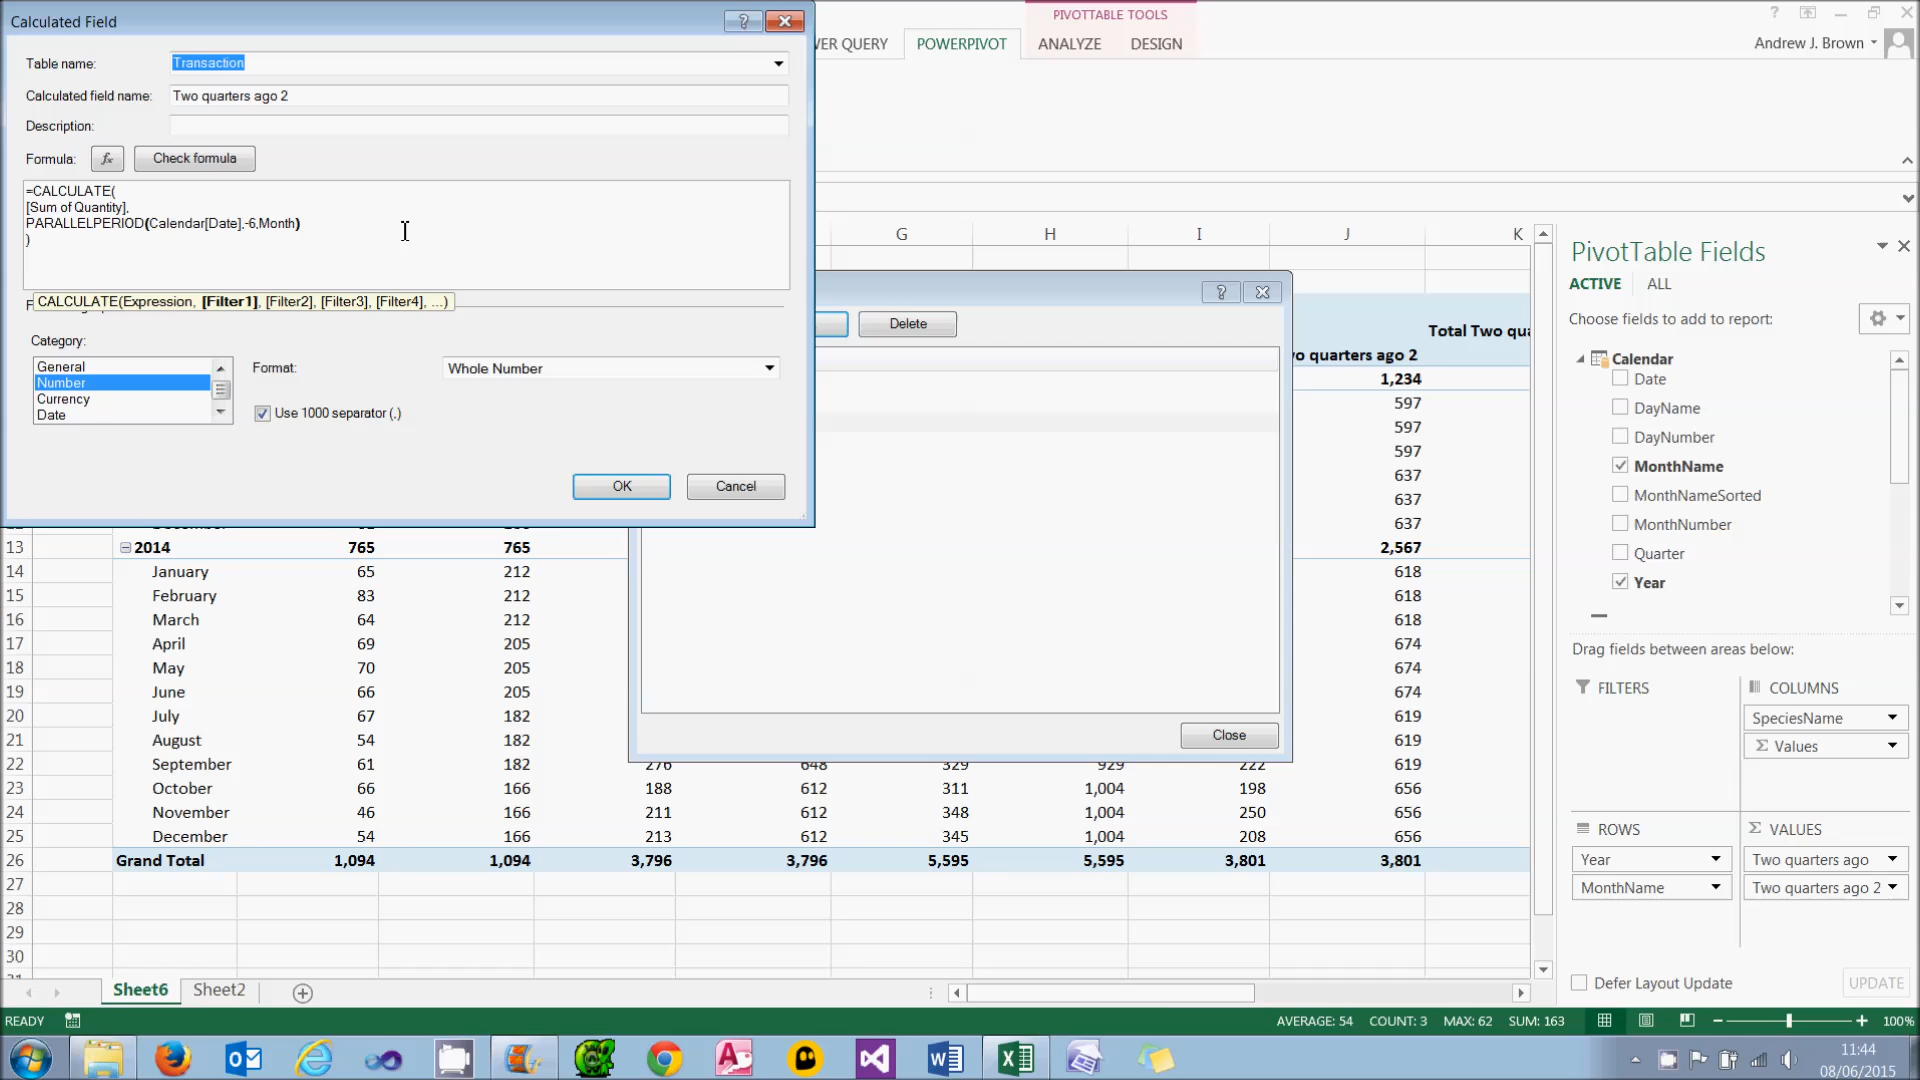 Calculated Field
?
Table name:
Transaction
Calculated field name:
Two quarters ago 2
Description:
Formula:
fx
Check formula
=CALCULATE(
[Sum of Quantity],
PARALLELPERIOD(Calendar[Date],-6,Month)
)
CALCULATE(Expression, [Filter1], [Filter2], [Filter3], [Filter4], ...)
Category:
General
Number
Currency
Date
Format:
Whole Number
Use 1000 separator (,)
OK
Cancel
PIVOTTABLE TOOLS
VER QUERY
POWERPIVOT
ANALYZE
DESIGN
Andrew J. Brown
G H I J K
?
Delete
Close
Total Two qua
vo quarters ago 2
1,234
597
597
597
637
637
637
13 2014 765 765 2,567
14 January 65 212 618
15 February 83 212 618
16 March 64 212 618
17 April 69 205 674
18 May 70 205 674
19 June 66 205 674
20 July 67 182 619
21 August 54 182 619
22 September 61 182 276 648 329 929 222 619
23 October 66 166 188 612 311 1,004 198 656
24 November 46 166 211 612 348 1,004 250 656
25 December 54 166 213 612 345 1,004 208 656
26 Grand Total 1,094 1,094 3,796 3,796 5,595 5,595 3,801 3,801
27
28
29
30
Sheet6
Sheet2
READY
AVERAGE: 54 COUNT: 3 MAX: 62 SUM: 163
100%
PivotTable Fields
ACTIVE
ALL
Choose fields to add to report:
Calendar
Date
DayName
DayNumber
MonthName
MonthNameSorted
MonthNumber
Quarter
Year
Drag fields between areas below:
FILTERS
COLUMNS
SpeciesName
Σ Values
ROWS
Year
MonthName
Σ VALUES
Two quarters ago
Two quarters ago 2
Defer Layout Update
UPDATE
11:44
08/06/2015